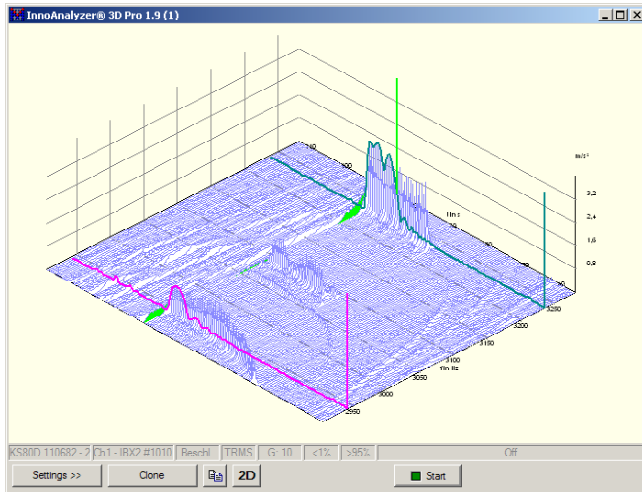 InnoAnalyzer® 3D Pro 1.9 (1)
m/s²
3,2
2,4
1,6
0,8
100
t in s
70
3250
3200
3150
3100
f in Hz
3050
3000
2950
KS80D 110682 - 2 Ch1 - IBX2 #1010 Beschl. TRMS G: 10 <1% >95% Off
Settings >> Clone 2D Start